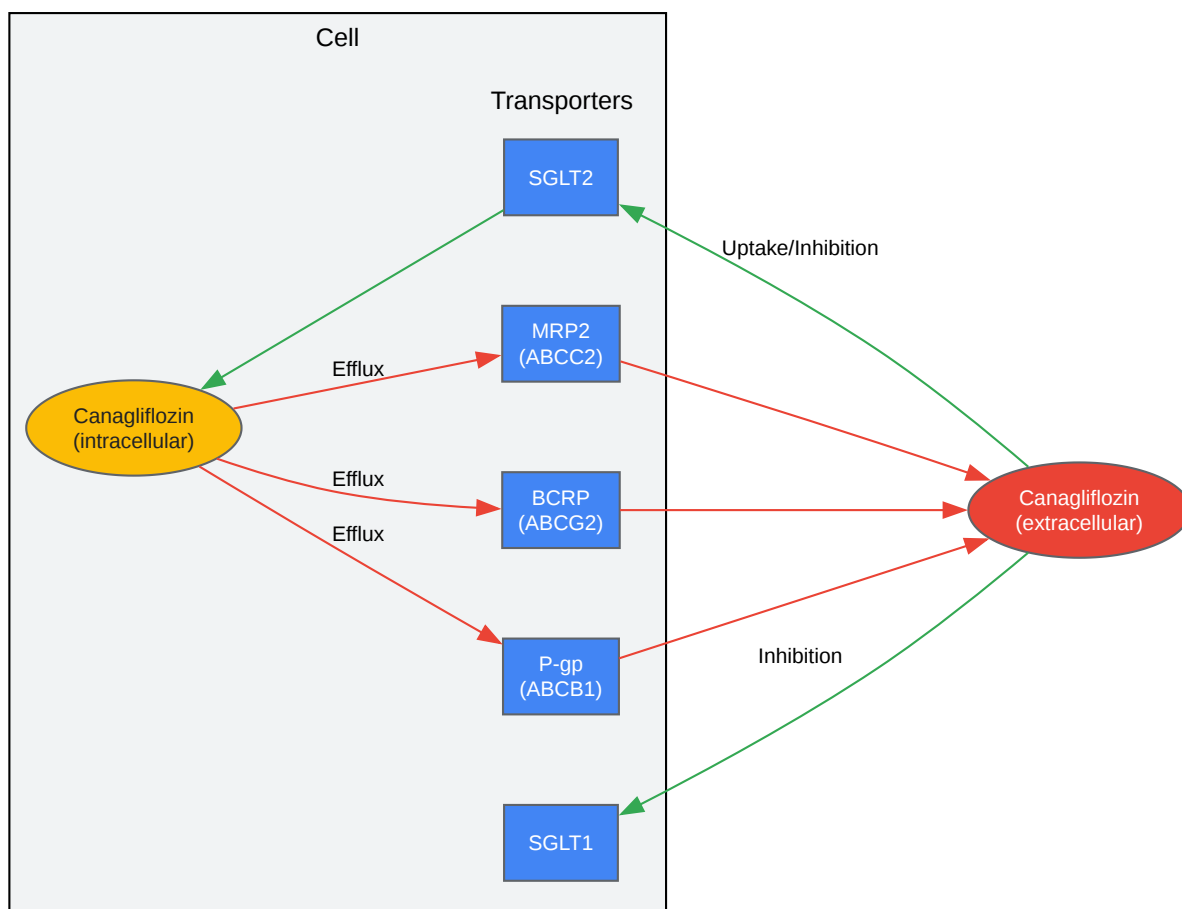 Cell
Transporters
SGLT2
Uptake/Inhibition
MRP2
(ABCC2)
Efflux
Canagliflozin
(intracellular)
Efflux
BCRP
(ABCG2)
Canagliflozin
(extracellular)
Efflux
P-gp
(ABCB1)
Inhibition
SGLT1